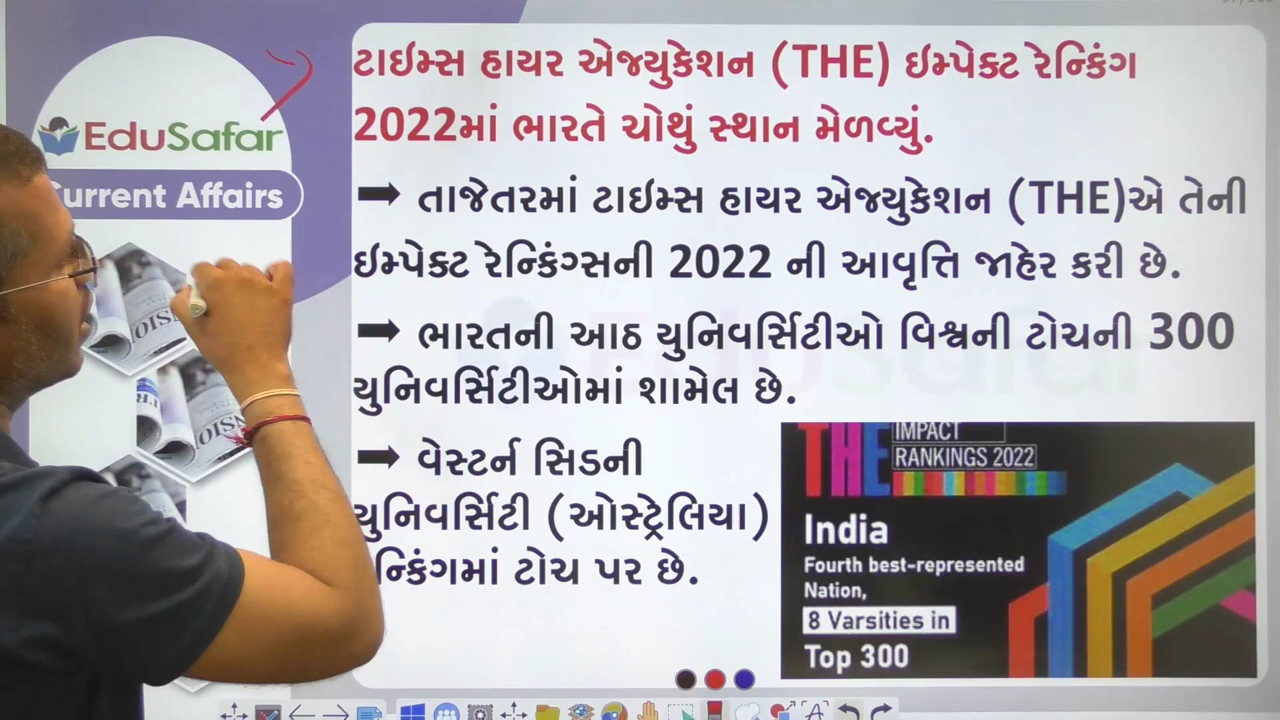 ટાઇમ્સ હાયર એજ્યુકેશન (THE) ઇમ્પેક્ટ રેન્કિંગ
2022માં ભારતે ચોથું સ્થાન મેળવ્યું.
EduSafar
Current Affairs
➡ તાજેતરમાં ટાઇમ્સ હાયર એજ્યુકેશન (THE)એ તેની
ઇમ્પેક્ટ રેન્કિંગ્સની 2022 ની આવૃત્તિ જાહેર કરી છે.
➡ ભારતની આઠ યુનિવર્સિટીઓ વિશ્વની ટોચની 300
યુનિવર્સિટીઓમાં શામેલ છે.
➡ વેસ્ટર્ન સિડની
યુનિવર્સિટી (ઓસ્ટ્રેલિયા)
ન્કિંગમાં ટોચ પર છે.
THE IMPACT
RANKINGS 2022
India
Fourth best-represented
Nation,
8 Varsities in
Top 300